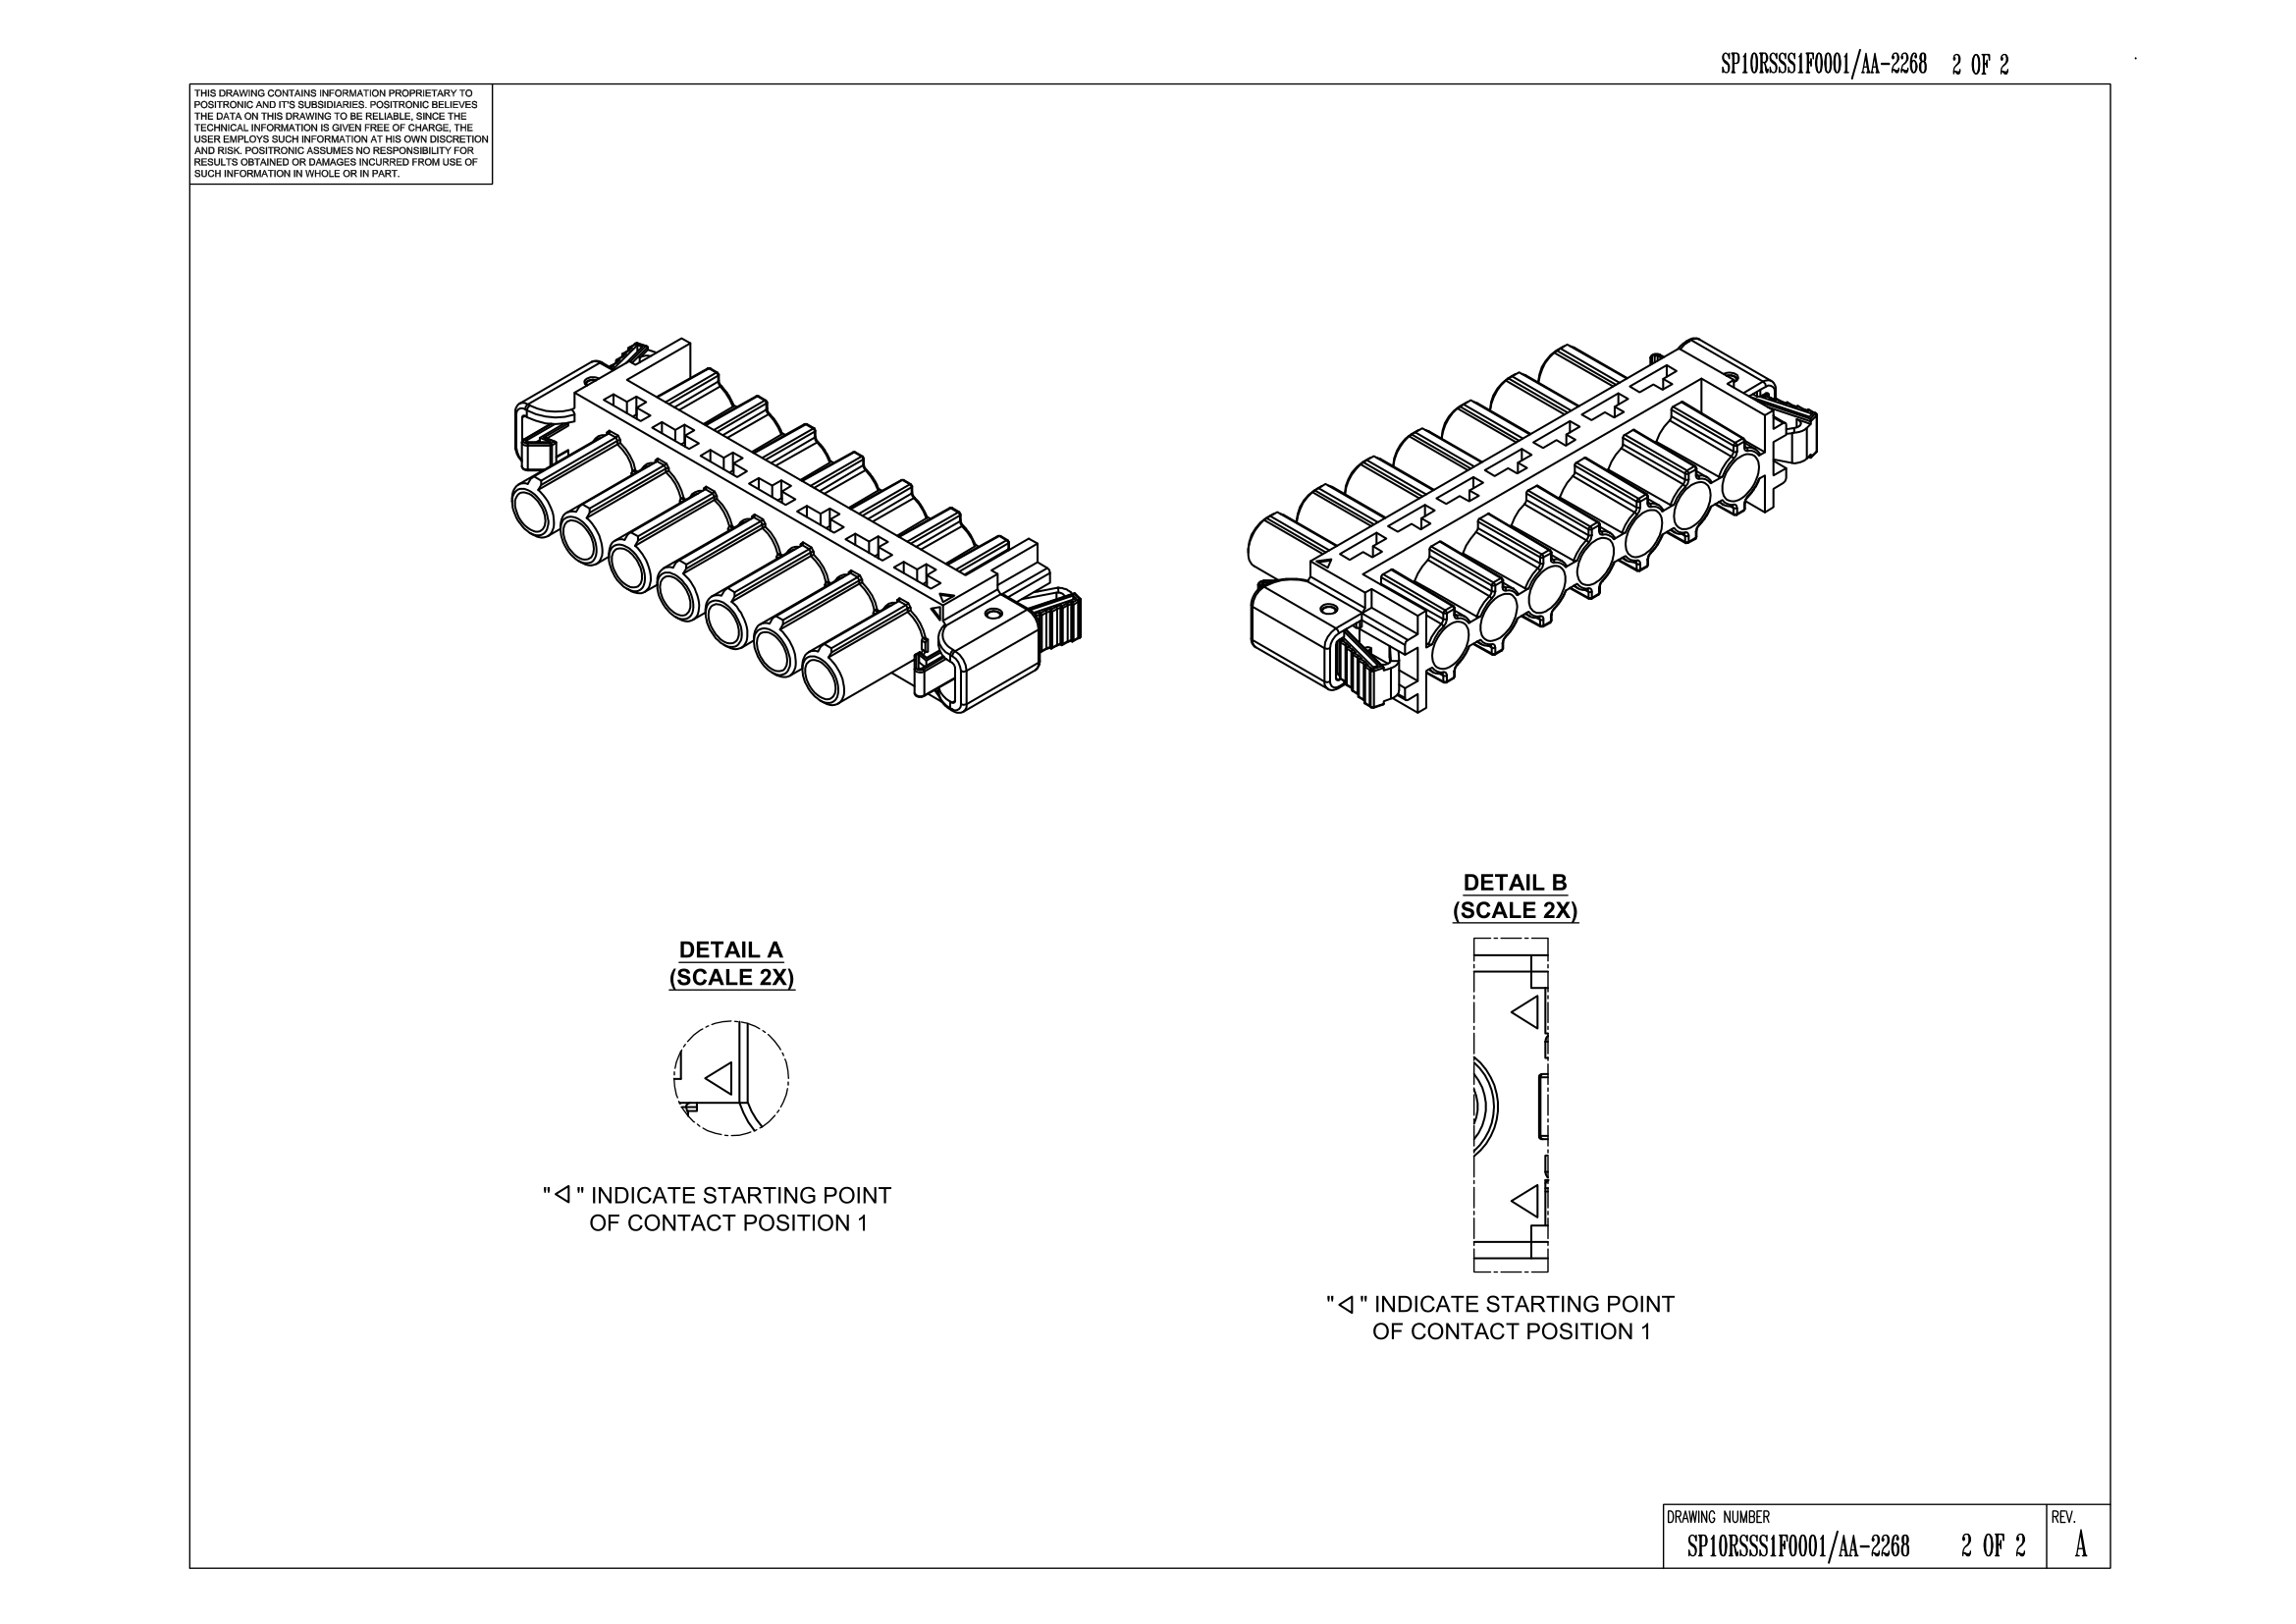 SP10RSSS1F0001/AA-2268 2 OF 2
THIS DRAWING CONTAINS INFORMATION PROPRIETARY TO
POSITRONIC AND IT'S SUBSIDIARIES. POSITRONIC BELIEVES
THE DATA ON THIS DRAWING TO BE RELIABLE, SINCE THE
TECHNICAL INFORMATION IS GIVEN FREE OF CHARGE, THE
USER EMPLOYS SUCH INFORMATION AT HIS OWN DISCRETION
AND RISK. POSITRONIC ASSUMES NO RESPONSIBILITY FOR
RESULTS OBTAINED OR DAMAGES INCURRED FROM USE OF
SUCH INFORMATION IN WHOLE OR IN PART.
DETAIL A
(SCALE 2X)
"◁" INDICATE STARTING POINT
OF CONTACT POSITION 1
DETAIL B
(SCALE 2X)
"◁" INDICATE STARTING POINT
OF CONTACT POSITION 1
DRAWING NUMBER
SP10RSSS1F0001/AA-2268 2 OF 2
REV.
A